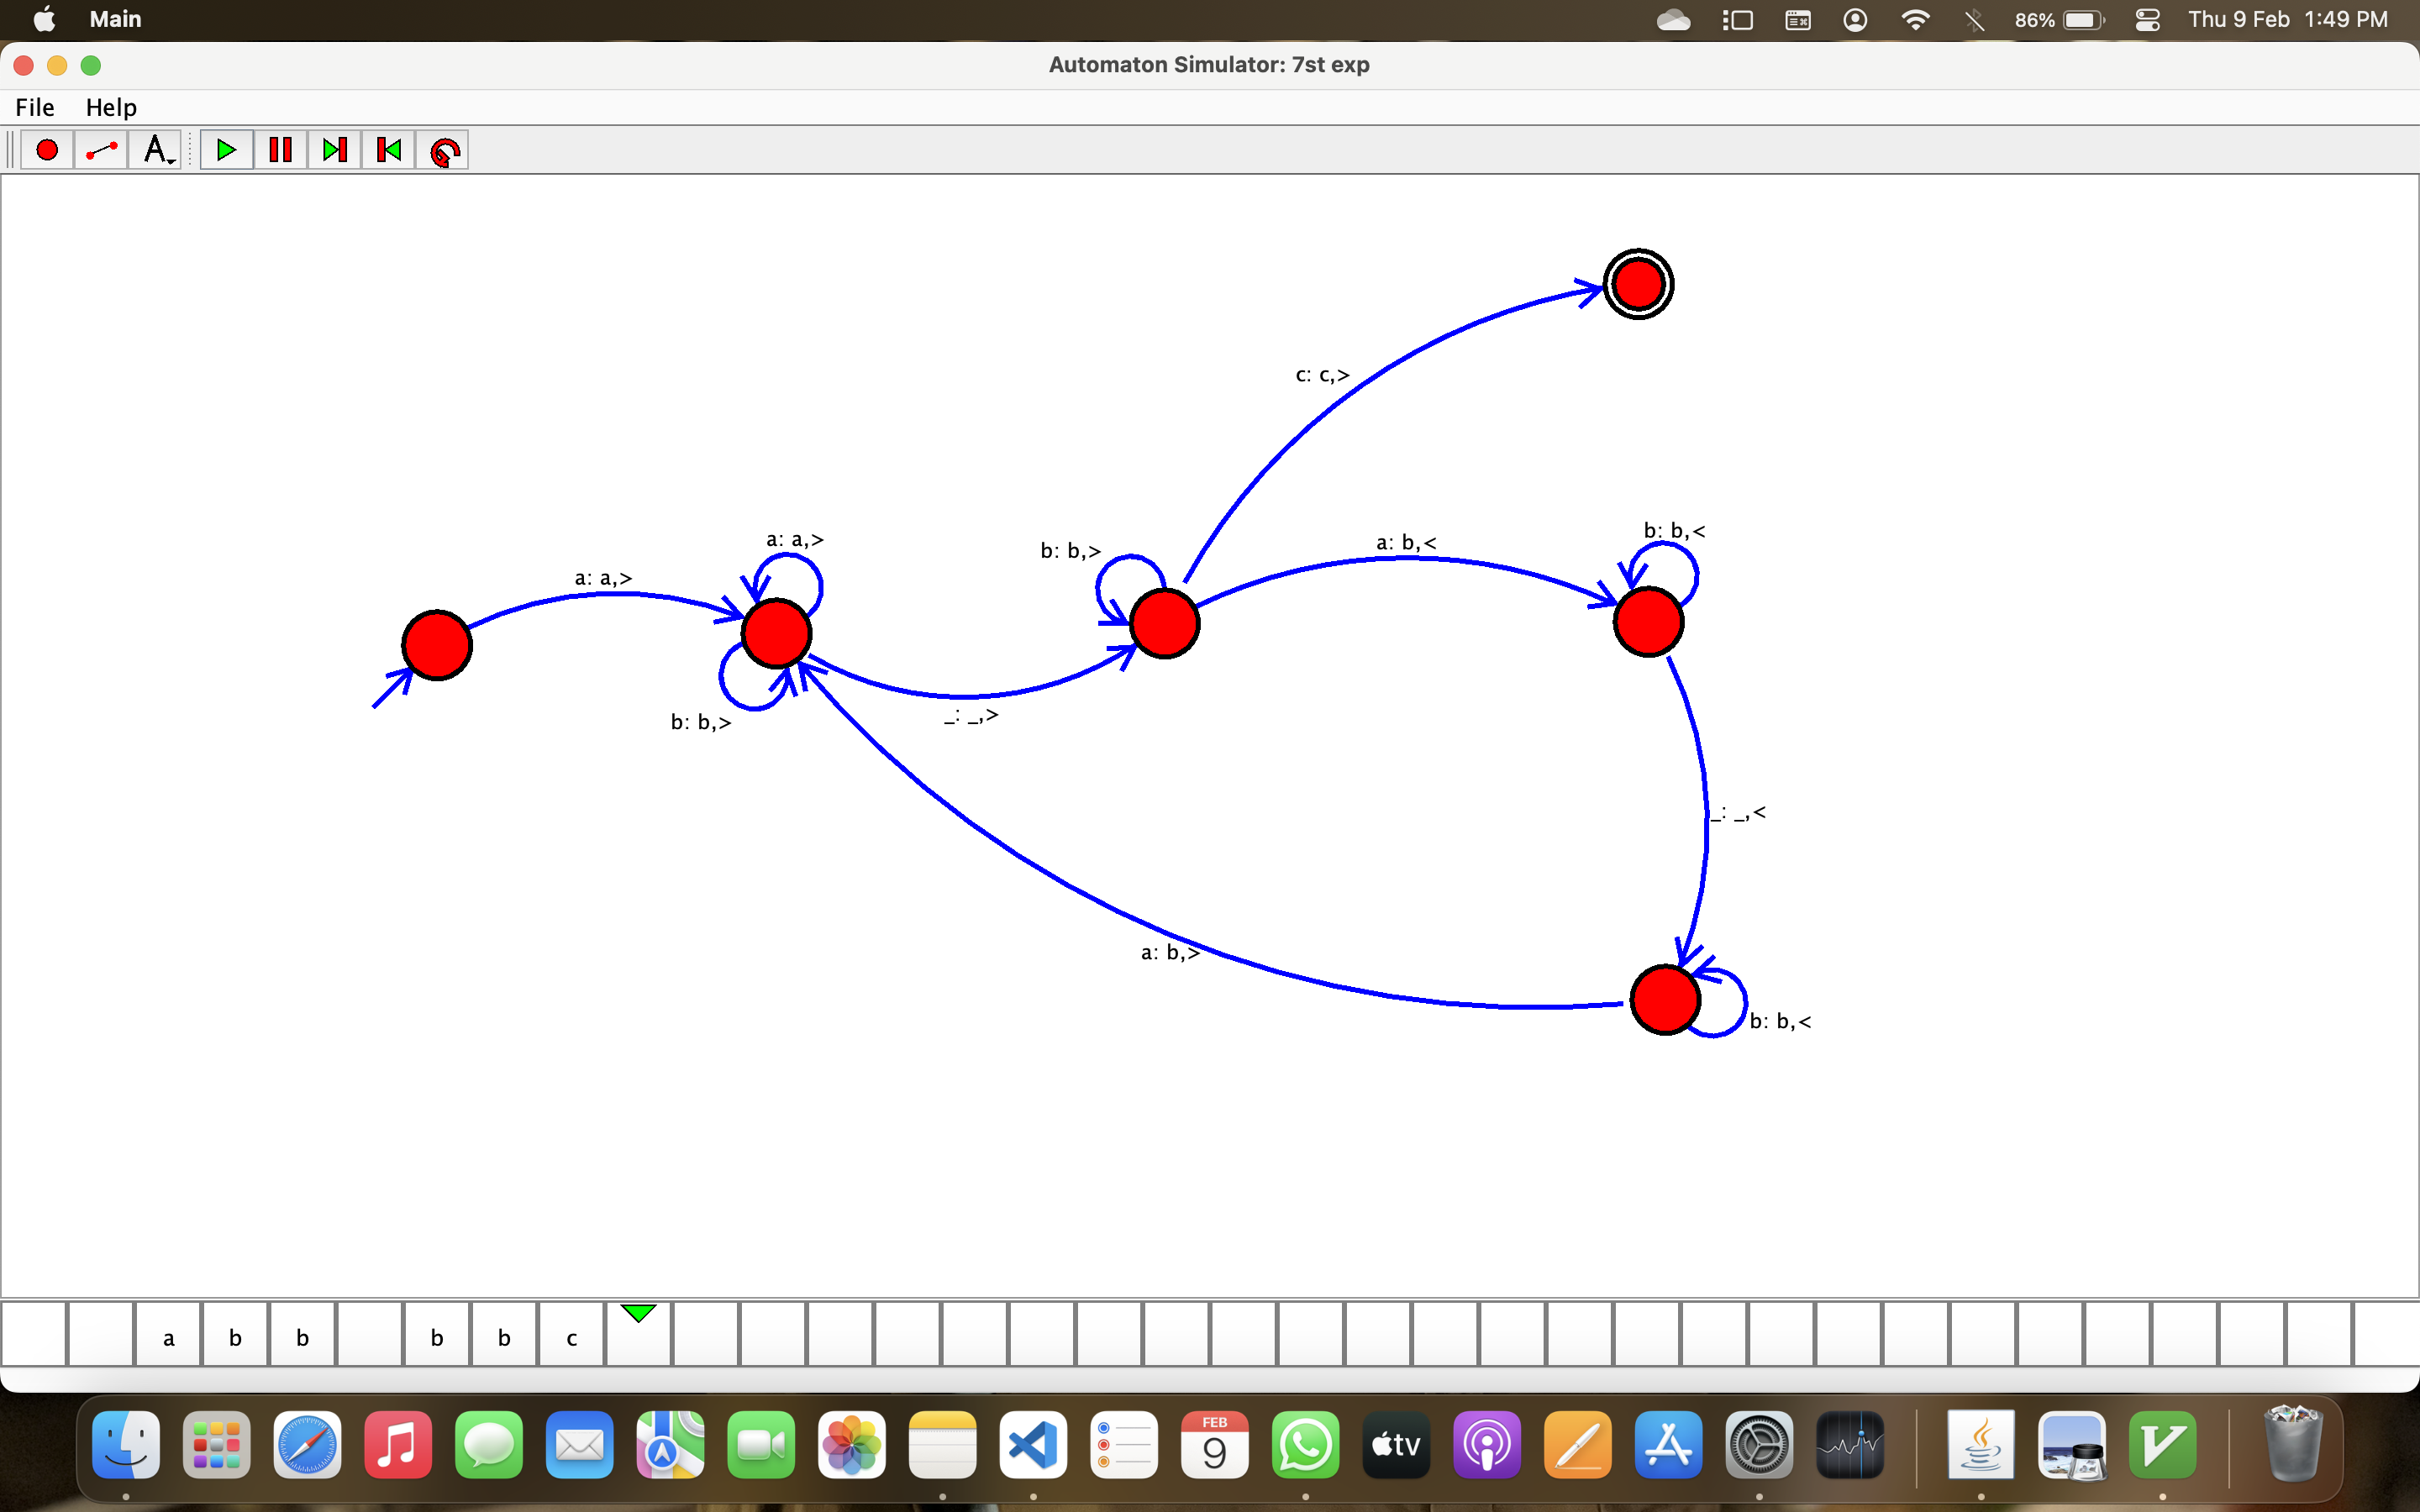 Main
86%
Thu 9 Feb 1:49 PM
Automaton Simulator: 7st exp
File Help
A
c: c,>
b: b,<
a: a,>
a: b,<
b: b,>
a: a,>
_: _,>
b: b,>
_: _,<
a: b,>
b: b,<
a b b b b c
FEB
9
tv